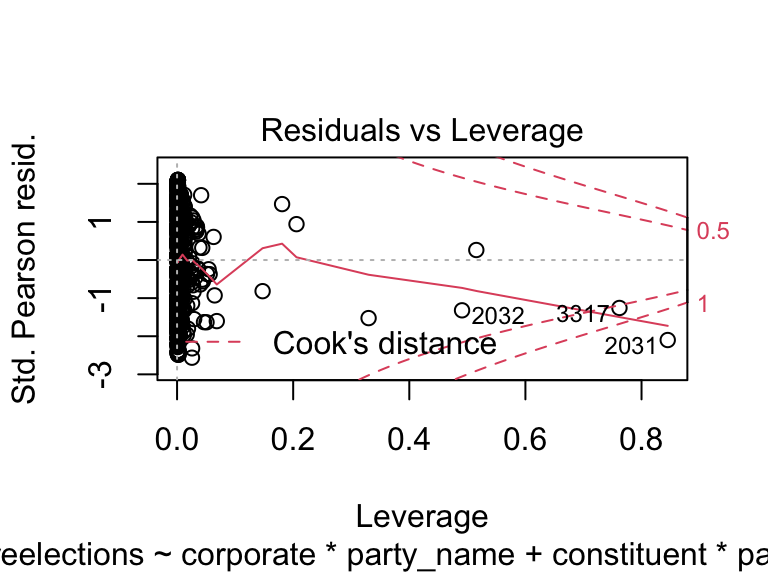 Residuals vs Leverage
Std. Pearson resid.
1
-1
-3
0.5
1
2032
3317
2031
Cook's distance
0.0 0.2 0.4 0.6 0.8
Leverage
reelections ~ corporate * party_name + constituent * pa